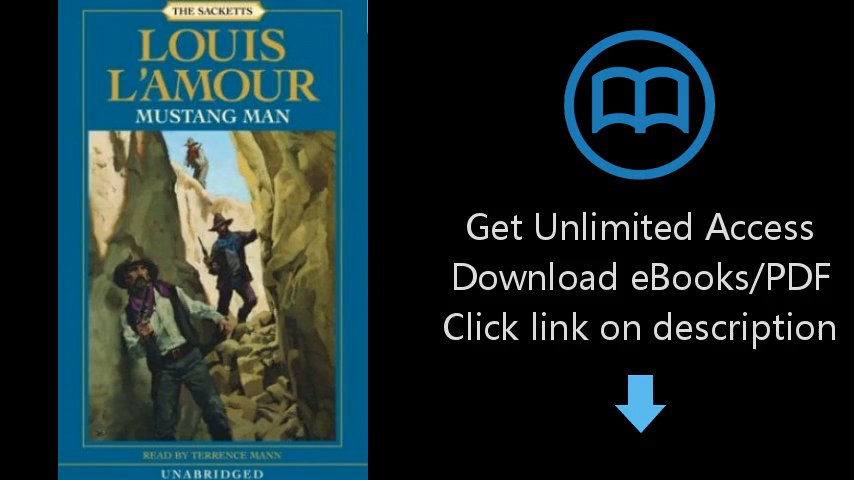 THE SACKETTS
LOUIS
L'AMOUR
MUSTANG MAN
READ BY TERRENCE MANN
UNABRIDGED
Get Unlimited Access
Download eBooks/PDF
Click link on description